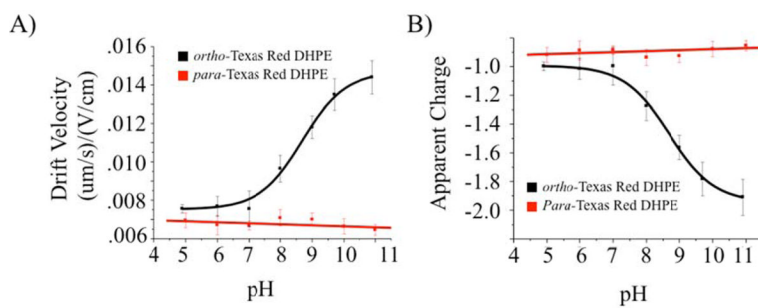 A)
.016
.014
.012
.010
.008
.006
4 5 6 7 8 9 10 11
pH
Drift Velocity
(um/s)/(V/cm)
ortho-Texas Red DHPE
para-Texas Red DHPE
B)
-1.0
-1.2
-1.4
-1.6
-1.8
-2.0
4 5 6 7 8 9 10 11
pH
Apparent Charge
ortho-Texas Red DHPE
Para-Texas Red DHPE